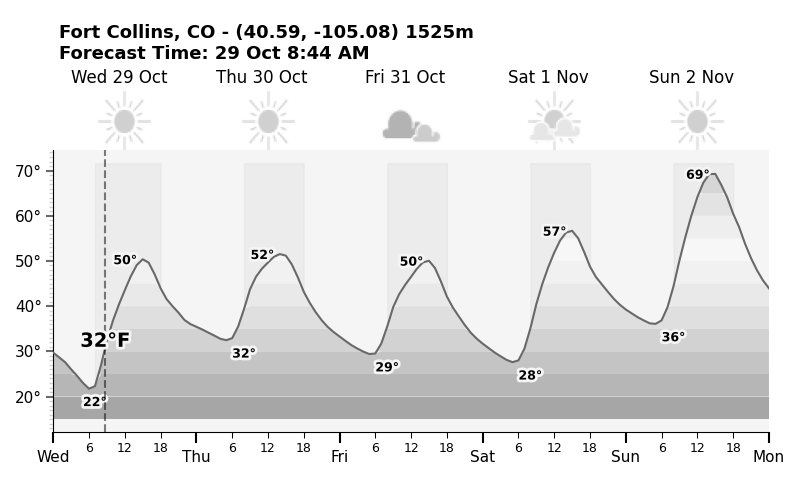 Fort Collins, CO - (40.59, -105.08) 1525m
Forecast Time: 29 Oct 8:44 AM
Wed 29 Oct Thu 30 Oct Fri 31 Oct Sat 1 Nov Sun 2 Nov
70°
60°
50°
40°
30°
20°
50° 52° 50° 57° 69°
32°F
22° 32° 29° 28° 36°
6 12 18 6 12 18 6 12 18 6 12 18 6 12 18
Wed Thu Fri Sat Sun Mon